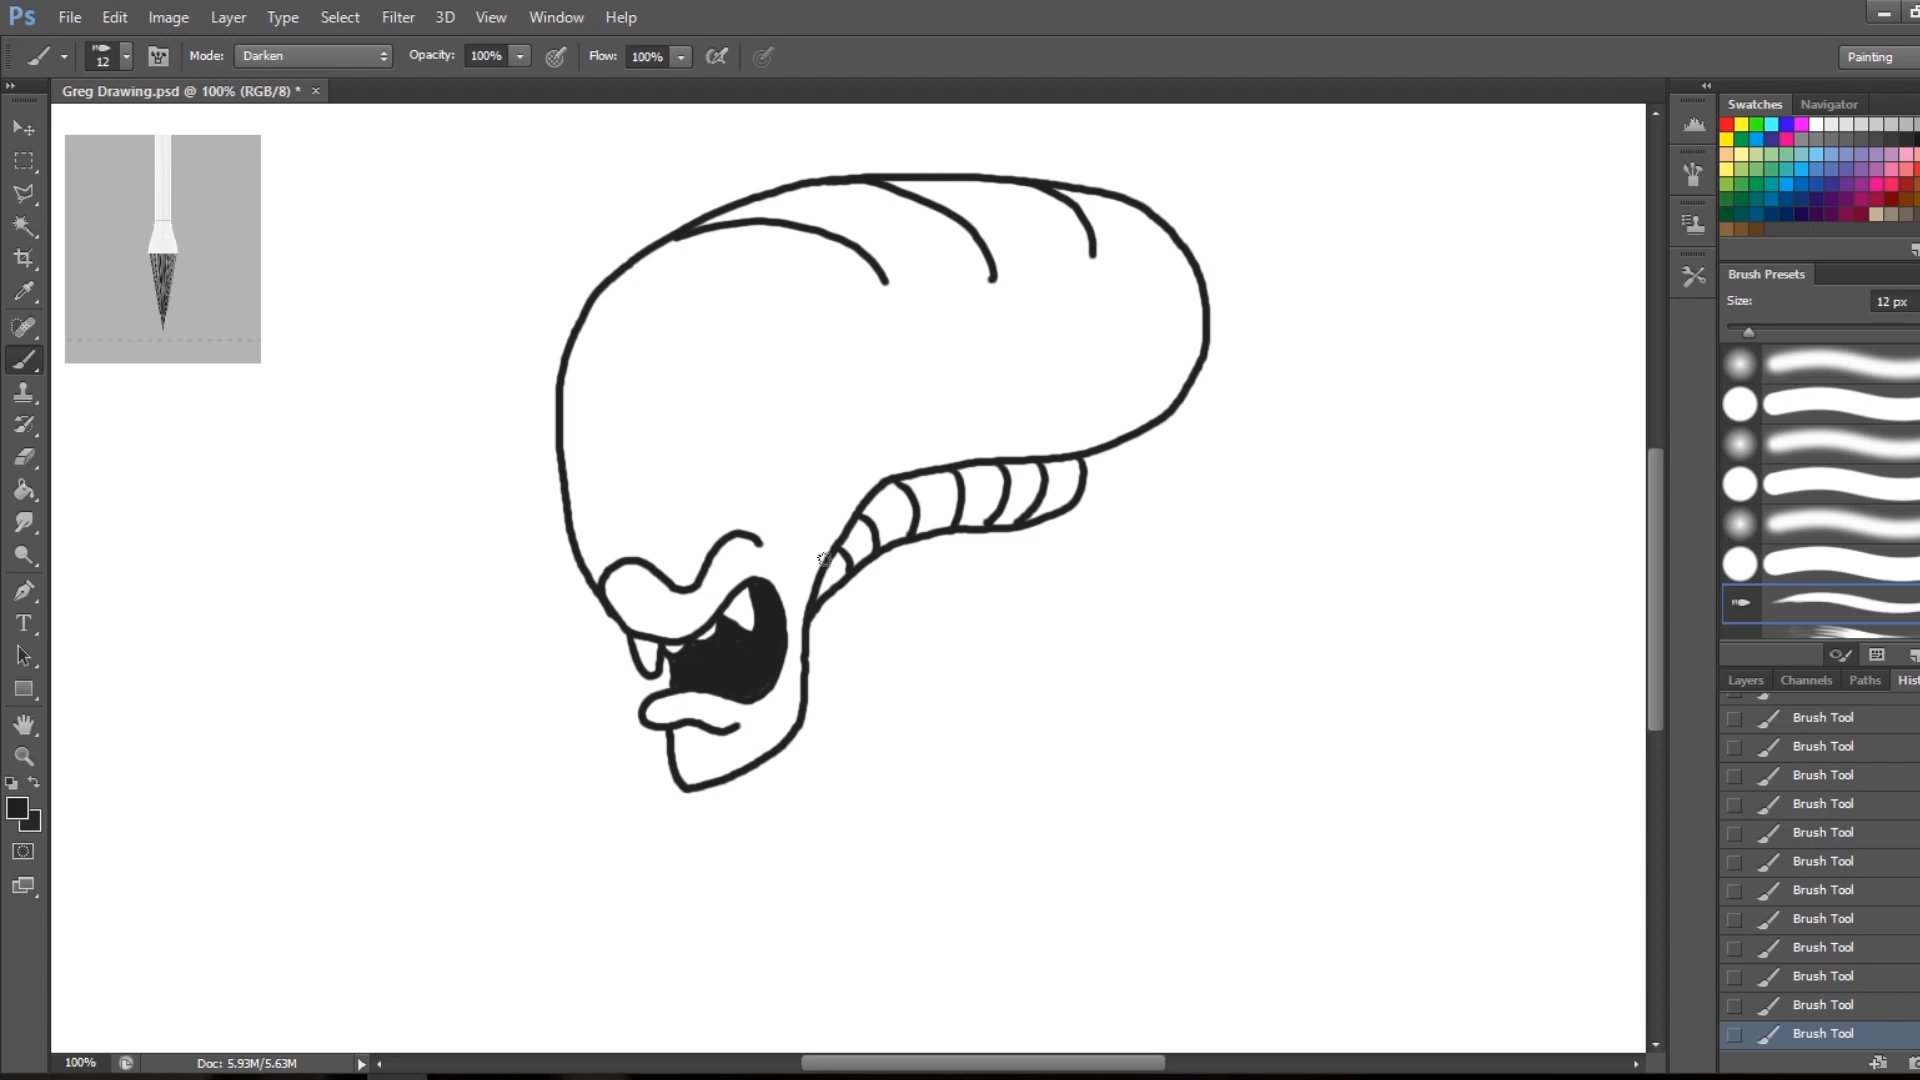 Ps File Edit Image Layer Type Select Filter 3D View Window Help
12 Mode: Darken Opacity: 100% Flow: 100% Painting
Greg Drawing.psd @ 100% (RGB/8) * ×
Swatches Navigator
Brush Presets
Size: 12 px
T
Layers Channels Paths Hist
Brush Tool
Brush Tool
Brush Tool
Brush Tool
Brush Tool
Brush Tool
Brush Tool
Brush Tool
Brush Tool
Brush Tool
Brush Tool
Brush Tool
100% Doc: 5.93M/5.63M